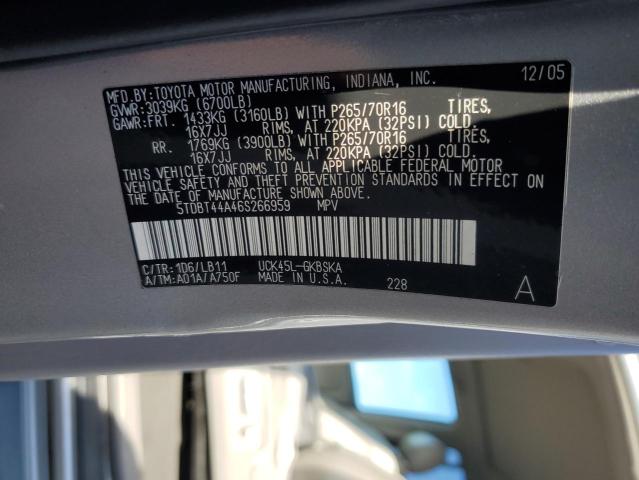 MFD.BY:TOYOTA MOTOR MANUFACTURING, INDIANA, INC. 12/05
GVWR:3039KG (6700LB)
GAWR:FRT. 1433KG (3160LB) WITH P265/70R16 TIRES,
16X7JJ RIMS, AT 220KPA (32PSI) COLD.
RR. 1769KG (3900LB) WITH P265/70R16 TIRES,
16X7JJ RIMS, AT 220KPA (32PSI) COLD.
THIS VEHICLE CONFORMS TO ALL APPLICABLE FEDERAL MOTOR
VEHICLE SAFETY AND THEFT PREVENTION STANDARDS IN EFFECT ON
THE DATE OF MANUFACTURE SHOWN ABOVE.
5TDBT44A46S266959 MPV
C/TR:1D6/LB11 UCK45L-GKBSKA
A/TM:A01A/A750F MADE IN U.S.A. 228 A